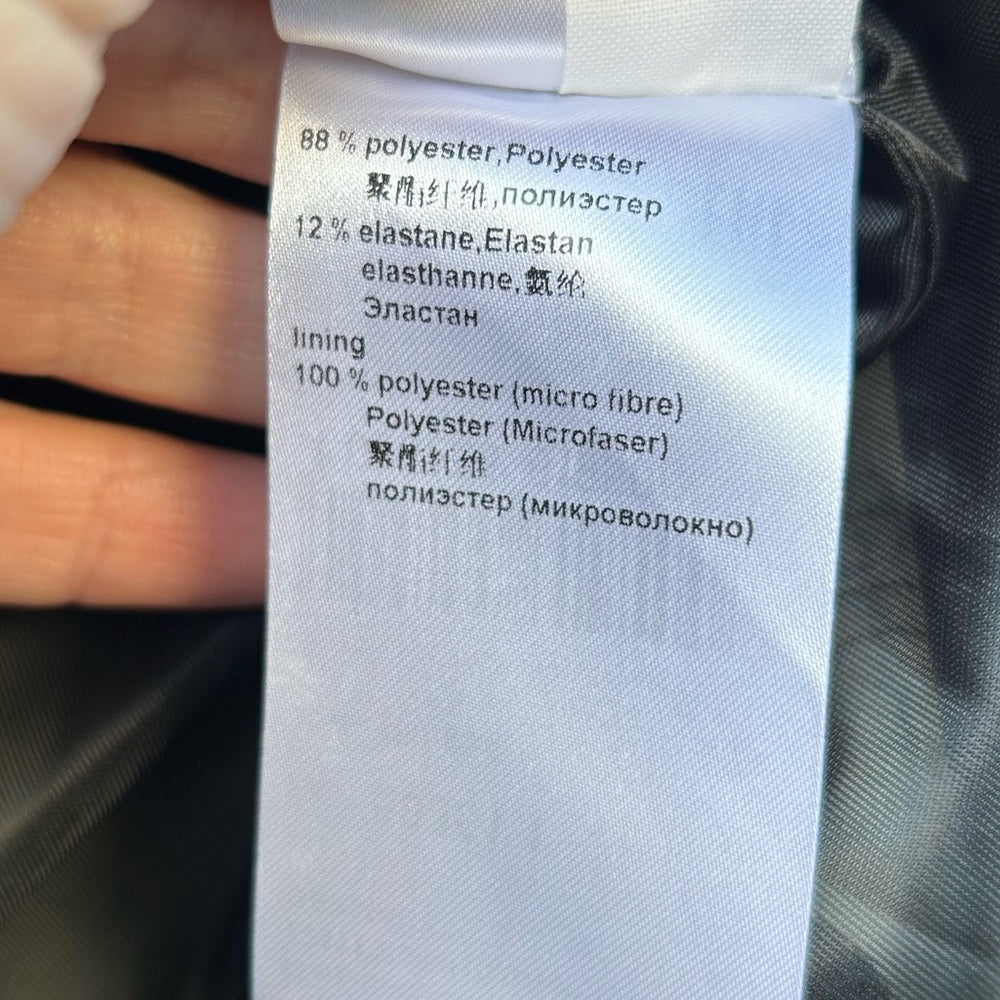 88 % polyester,Polyester
聚酯纤维,полиэстер
12 % elastane,Elastan
elasthanne,氨纶
Эластан
lining
100 % polyester (micro fibre)
Polyester (Microfaser)
聚酯纤维
полиэстер (микроволокно)